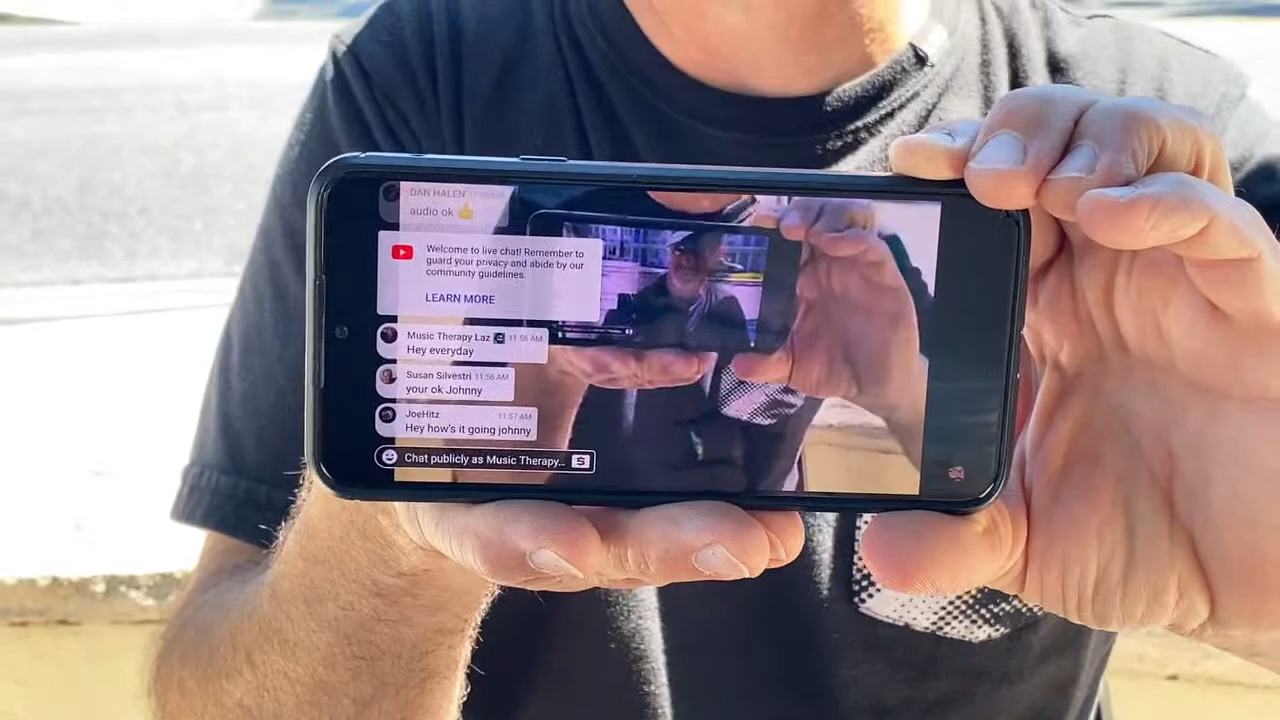 DAN HALEN
audio ok 👍
Welcome to live chat! Remember to
guard your privacy and abide by our
community guidelines.
LEARN MORE
Music Therapy Laz 11:56 AM
Hey everyday
Susan Silvestri 11:56 AM
your ok Johnny
JoeHitz 11:57 AM
Hey how's it going johnny
Chat publicly as Music Therapy...